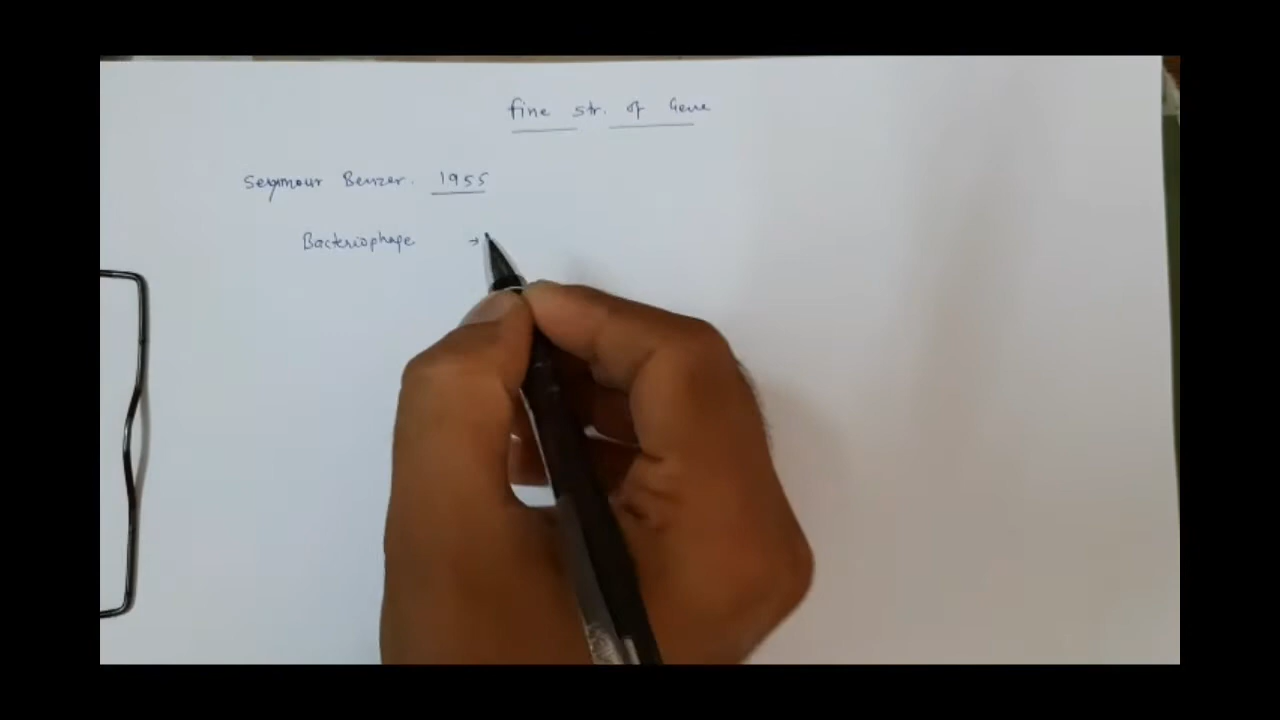 fine str. of Gene
Seymour Benzer. 1955
Bacteriophage →